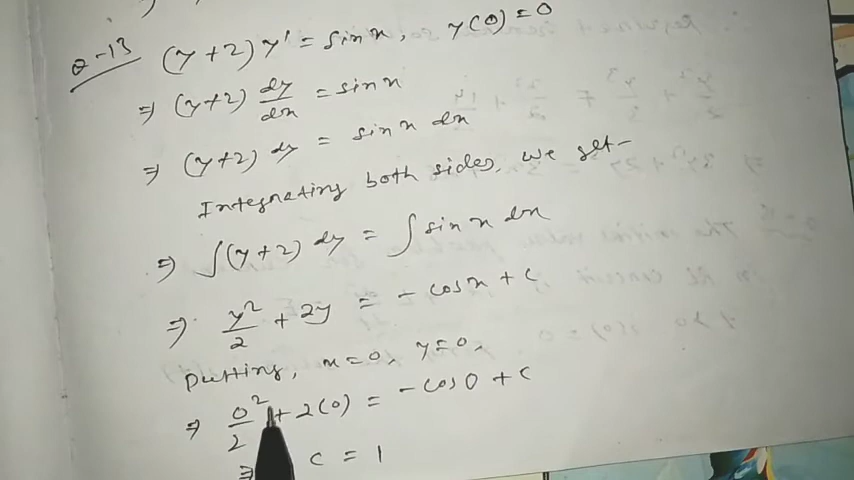 Q-13 (y+2) y' = sin x, y(0) = 0
⇒ (y+2) dy/dx = sin x
⇒ (y+2) dy = sin x dx
Integrating both sides, we get-
⇒ ∫(y+2) dy = ∫ sin x dx
⇒ y²/2 + 2y = - cos x + c
Putting, x=0, y=0,
⇒ 0²/2 + 2(0) = - cos 0 + c
⇒ c = 1